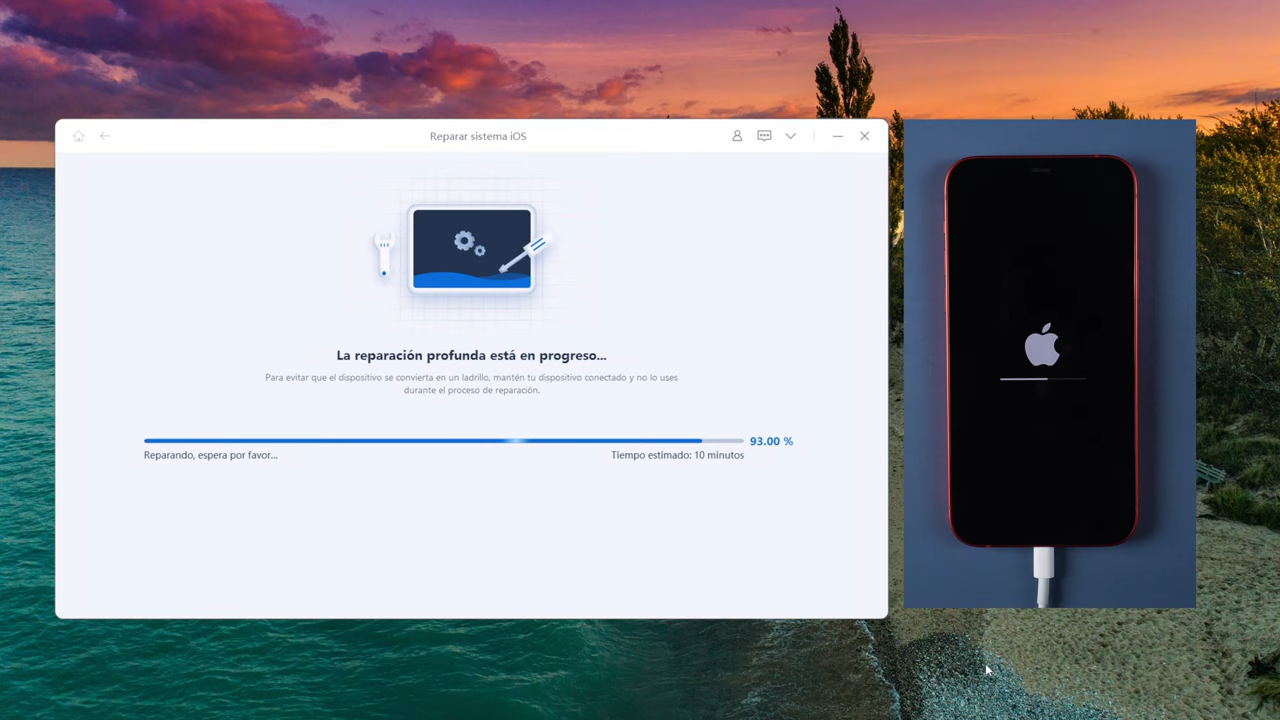 Reparar sistema iOS
La reparación profunda está en progreso...
Para evitar que el dispositivo se convierta en un ladrillo, mantén tu dispositivo conectado y no lo uses
durante el proceso de reparación.
93.00 %
Reparando, espera por favor...
Tiempo estimado: 10 minutos